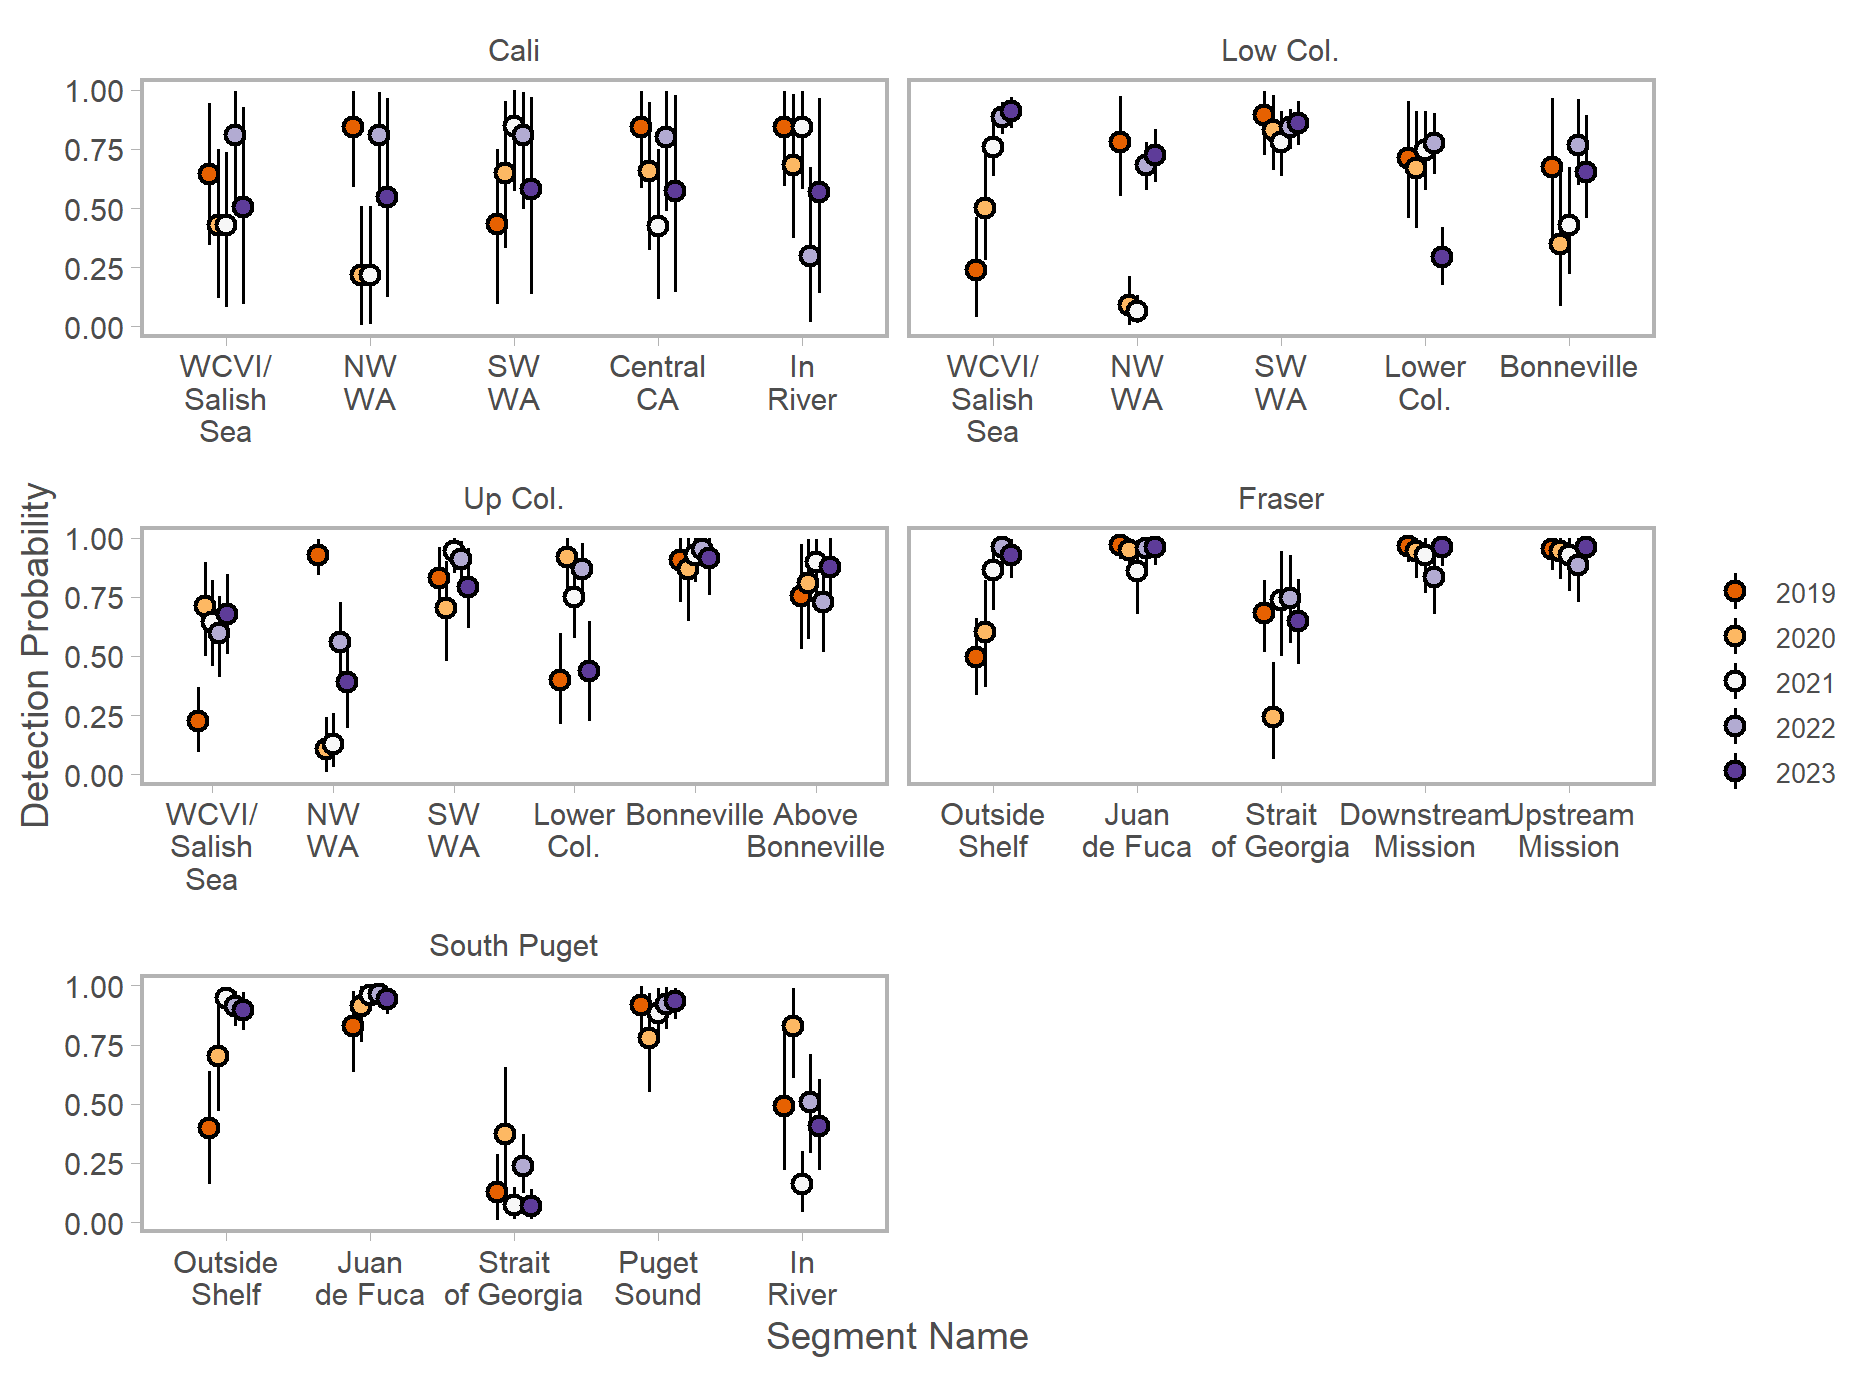 Cali
Low Col.
1.00
0.75
0.50
0.25
0.00
WCVI/
Salish
Sea
NW
WA
SW
WA
Central
CA
In
River
WCVI/
Salish
Sea
NW
WA
SW
WA
Lower
Col.
Bonneville
Detection Probability
Up Col.
Fraser
1.00
0.75
0.50
0.25
0.00
WCVI/
Salish
Sea
NW
WA
SW
WA
Lower
Col.
Bonneville
Above
Bonneville
Outside
Shelf
Juan
de Fuca
Strait
of Georgia
Downstream
Mission
Upstream
Mission
2019
2020
2021
2022
2023
South Puget
1.00
0.75
0.50
0.25
0.00
Outside
Shelf
Juan
de Fuca
Strait
of Georgia
Puget
Sound
In
River
Segment Name